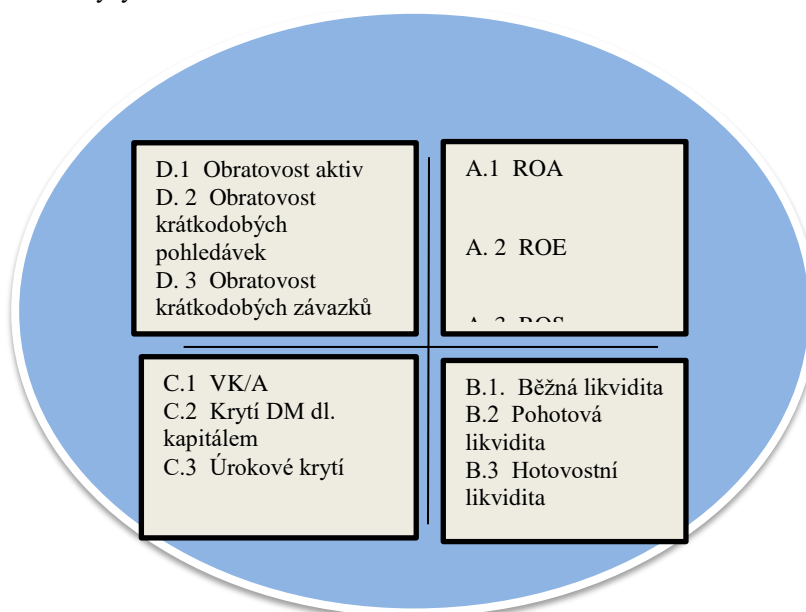 D.1 Obratovost aktiv
D. 2 Obratovost
krátkodobých
pohledávek
D. 3 Obratovost
krátkodobých závazků
A.1 ROA
A. 2 ROE
C.1 VK/A
C.2 Krytí DM dl.
kapitálem
C.3 Úrokové krytí
B.1. Běžná likvidita
B.2 Pohotová
likvidita
B.3 Hotovostní
likvidita